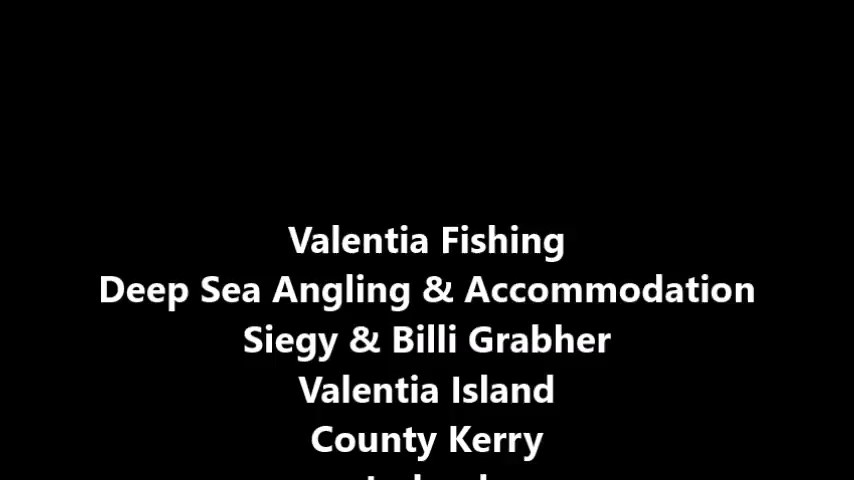 Valentia Fishing
Deep Sea Angling & Accommodation
Siegy & Billi Grabher
Valentia Island
County Kerry